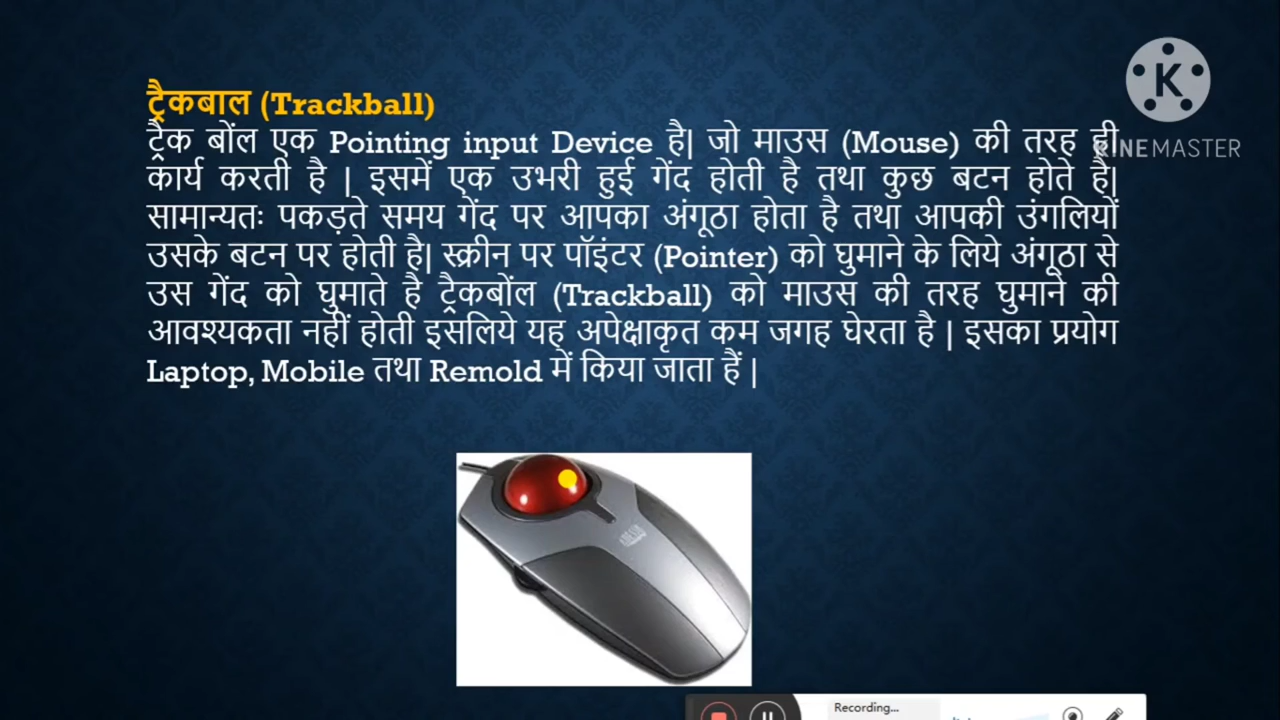 ट्रैकबाल (Trackball)
ट्रैक बोंल एक Pointing input Device है| जो माउस (Mouse) की तरह ही
कार्य करती है | इसमें एक उभरी हुई गेंद होती है तथा कुछ बटन होते है|
सामान्यतः पकड़ते समय गेंद पर आपका अंगूठा होता है तथा आपकी उंगलियों
उसके बटन पर होती है| स्क्रीन पर पॉइंटर (Pointer) को घुमाने के लिये अंगूठा से
उस गेंद को घुमाते है ट्रैकबोंल (Trackball) को माउस की तरह घुमाने की
आवश्यकता नहीं होती इसलिये यह अपेक्षाकृत कम जगह घेरता है | इसका प्रयोग
Laptop, Mobile तथा Remold में किया जाता हैं |
K
KINEMASTER
Recording...